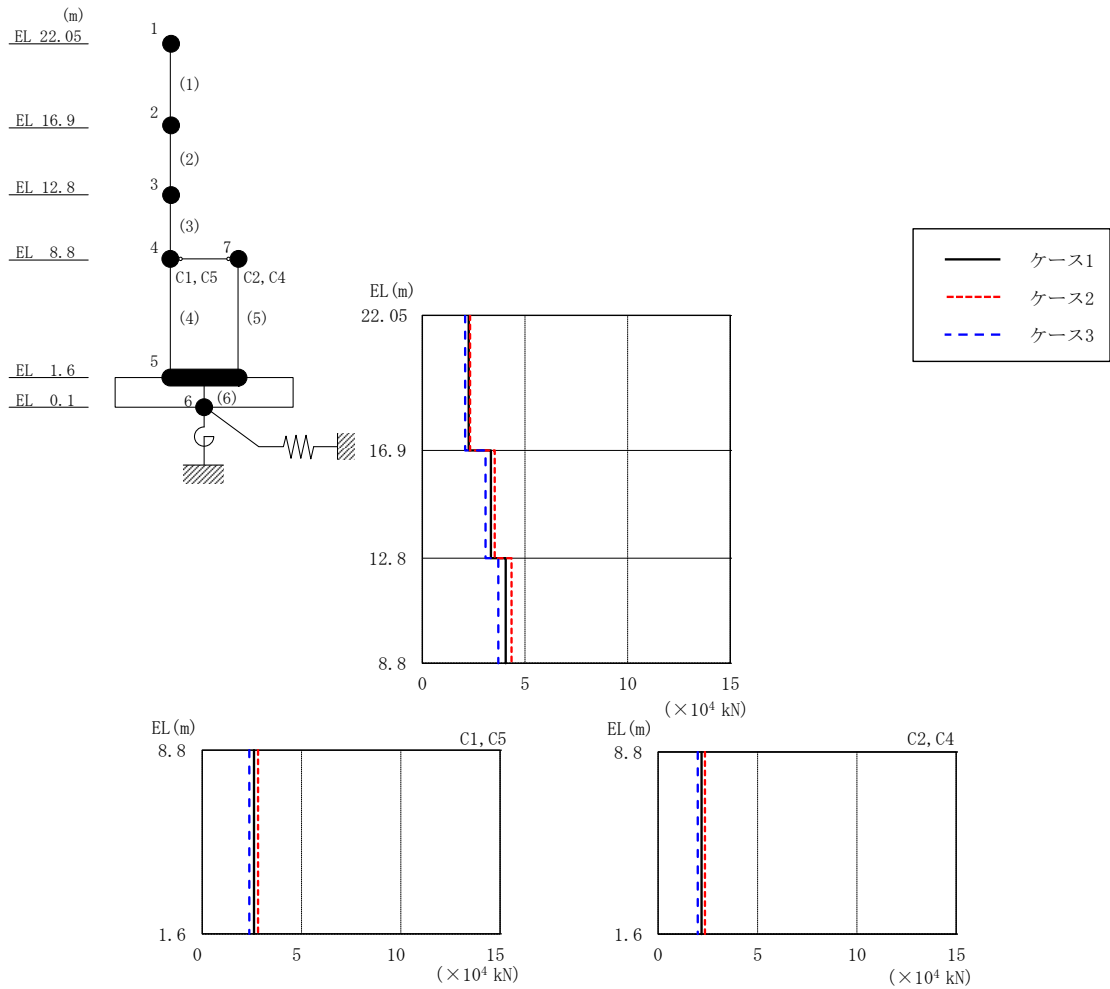 (m)
EL 22.05
1
(1)
EL 16.9
2
(2)
EL 12.8
3
(3)
EL 8.8
4
7
C1, C5
C2, C4
(4)
(5)
EL 1.6
5
EL 0.1
6
(6)
ケース1
ケース2
ケース3
EL(m)
22.05
16.9
12.8
8.8
0
5
10
15
(×10⁴ kN)
EL(m)
C1, C5
8.8
1.6
0
5
10
15
(×10⁴ kN)
EL(m)
C2, C4
8.8
1.6
0
5
10
15
(×10⁴ kN)